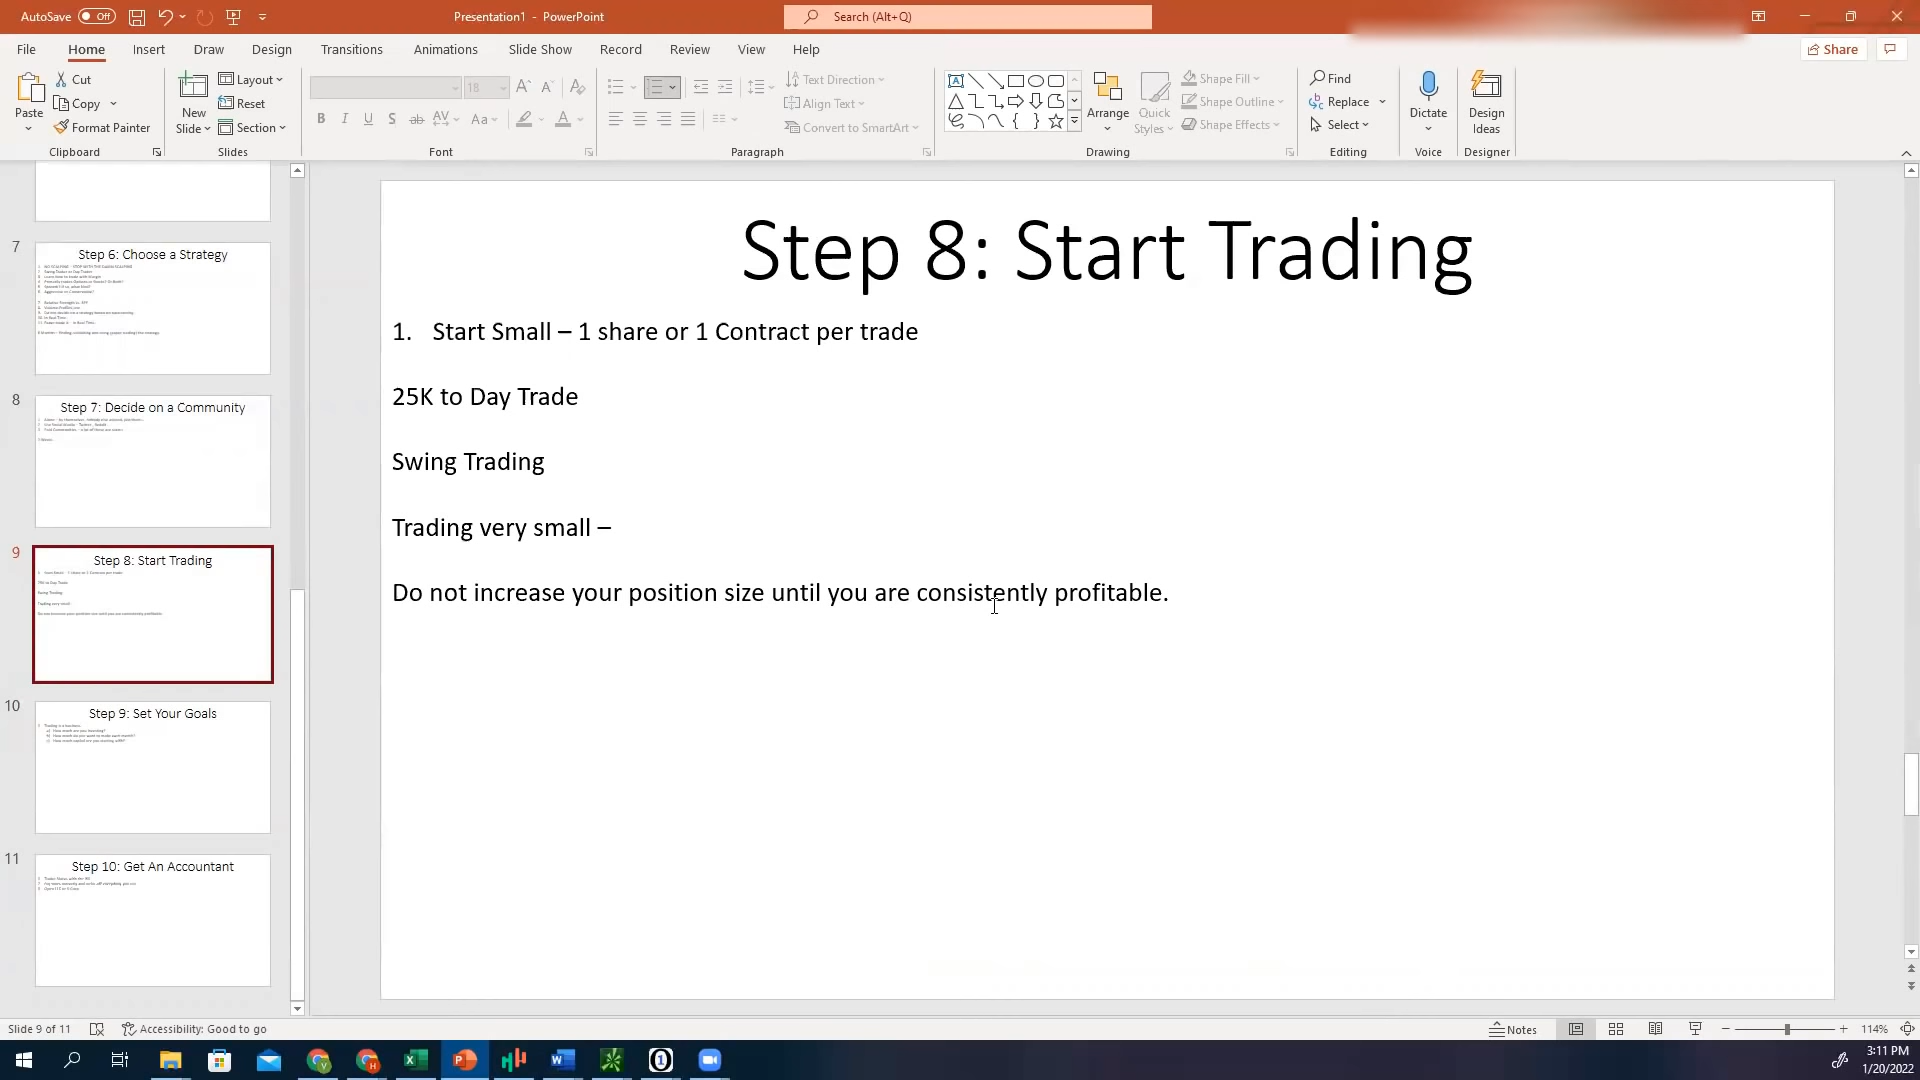 AutoSave Off
Presentation1 - PowerPoint
Search (Alt+Q)
File Home Insert Draw Design Transitions Animations Slide Show Record Review View Help
Share
Paste
Cut
Copy
Format Painter
Clipboard
New Slide
Layout
Reset
Section
Slides
18
Font
Text Direction
Align Text
Convert to SmartArt
Paragraph
Arrange
Quick Styles
Shape Fill
Shape Outline
Shape Effects
Drawing
Find
Replace
Select
Editing
Dictate
Voice
Design Ideas
Designer
7
Step 6: Choose a Strategy
8
Step 7: Decide on a Community
9
Step 8: Start Trading
10
Step 9: Set Your Goals
11
Step 10: Get An Accountant
Step 8: Start Trading
1. Start Small – 1 share or 1 Contract per trade
25K to Day Trade
Swing Trading
Trading very small –
Do not increase your position size until you are consistently profitable.
Slide 9 of 11
Accessibility: Good to go
Notes
114%
3:11 PM
1/20/2022